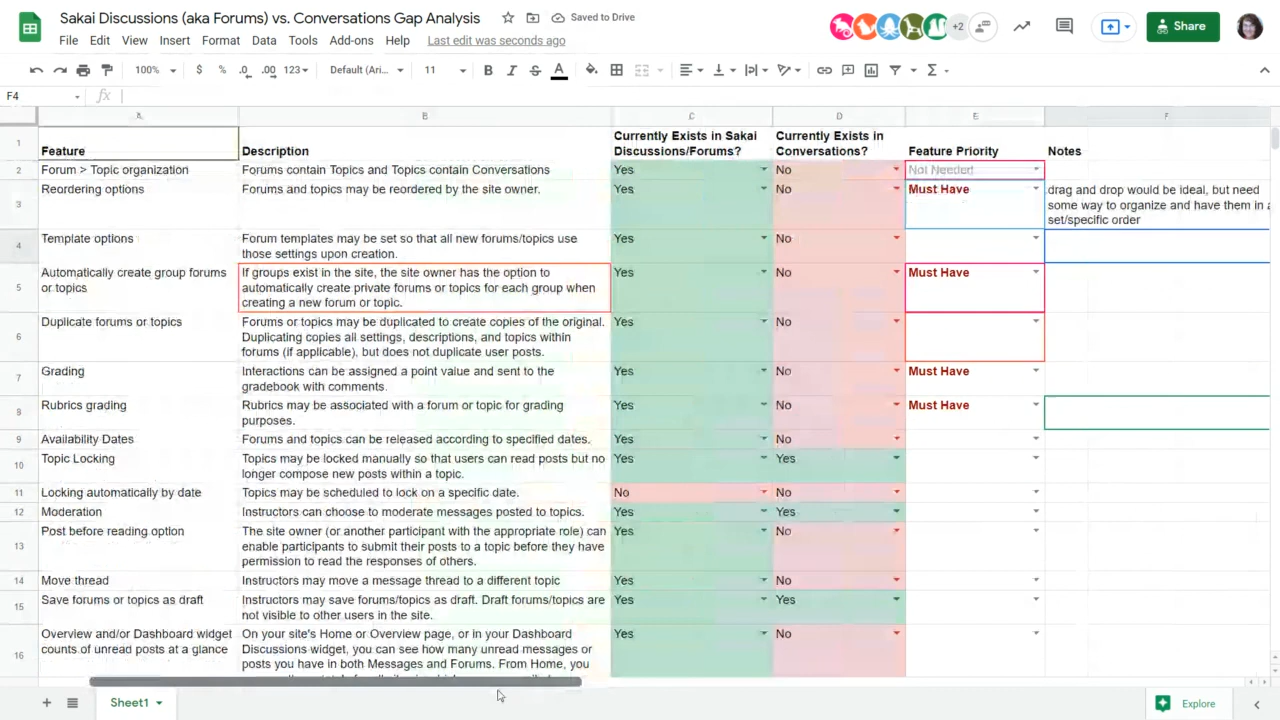 Sakai Discussions (aka Forums) vs. Conversations Gap Analysis
Saved to Drive
+2
Share
File Edit Insert Format Data Tools Add-ons Help Last edit was seconds ago
100% $ % .0 .00 123 Default (Ari... 11 B I S A
F4 fx
A B C D E F
1 Feature Description Currently Exists in Sakai Discussions/Forums? Currently Exists in Conversations? Feature Priority Notes
2 Forum > Topic organization Forums contain Topics and Topics contain Conversations Yes No Not Needed
3 Reordering options Forums and topics may be reordered by the site owner. Yes No Must Have drag and drop would be ideal, but need
some way to organize and have them in a
set/specific order
4 Template options Forum templates may be set so that all new forums/topics use Yes No
those settings upon creation.
5 Automatically create group forums If groups exist in the site, the site owner has the option to Yes No Must Have
or topics automatically create private forums or topics for each group when
creating a new forum or topic.
6 Duplicate forums or topics Forums or topics may be duplicated to create copies of the original. Yes No
Duplicating copies all settings, descriptions, and topics within
forums (if applicable), but does not duplicate user posts.
7 Grading Interactions can be assigned a point value and sent to the Yes No Must Have
gradebook with comments.
8 Rubrics grading Rubrics may be associated with a forum or topic for grading Yes No Must Have
purposes.
9 Availability Dates Forums and topics can be released according to specified dates. Yes No
10 Topic Locking Topics may be locked manually so that users can read posts but no Yes Yes
longer compose new posts within a topic.
11 Locking automatically by date Topics may be scheduled to lock on a specific date. No No
12 Moderation Instructors can choose to moderate messages posted to topics. Yes Yes
13 Post before reading option The site owner (or another participant with the appropriate role) can Yes No
enable participants to submit their posts to a topic before they have
permission to read the responses of others.
14 Move thread Instructors may move a message thread to a different topic Yes No
15 Save forums or topics as draft Instructors may save forums/topics as draft. Draft forums/topics are Yes Yes
not visible to other users in the site.
16 Overview and/or Dashboard widget On your site's Home or Overview page, or in your Dashboard Yes No
counts of unread posts at a glance Discussions widget, you can see how many unread messages or
posts you have in both Messages and Forums. From Home, you
Sheet1
Explore